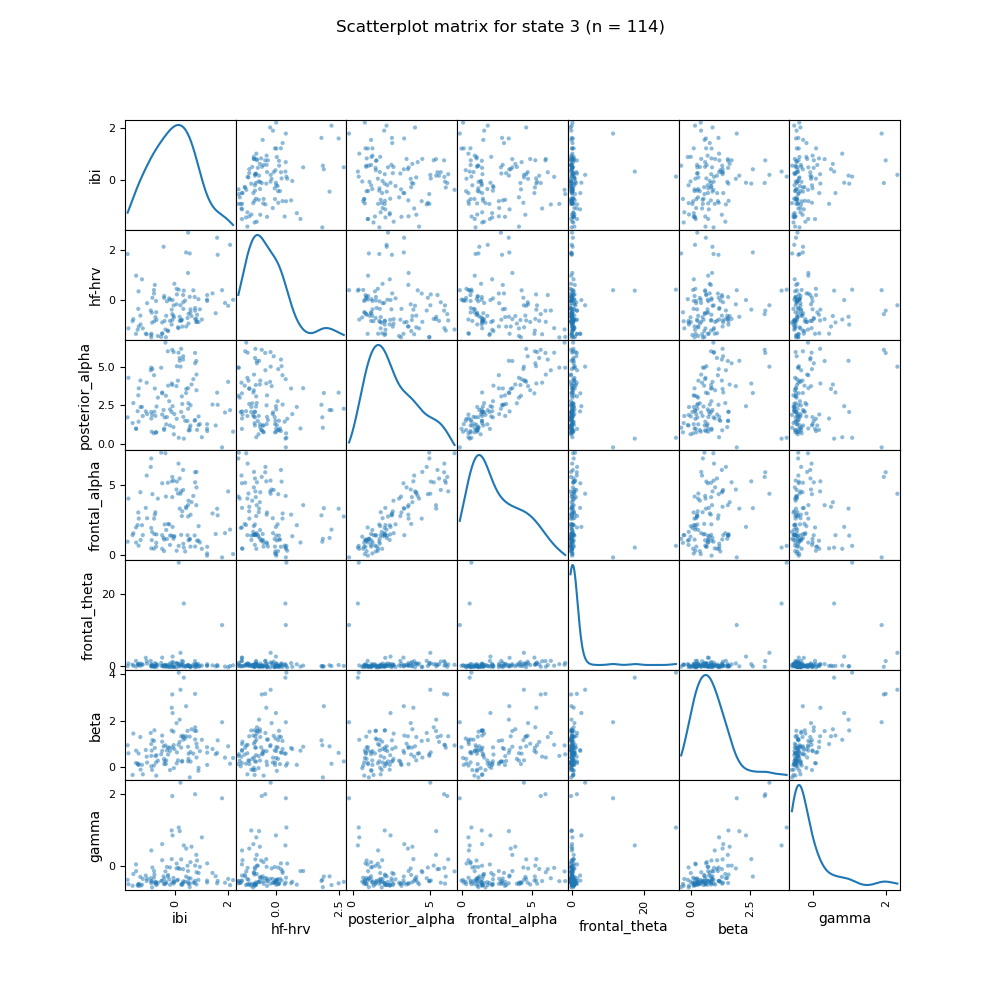 Scatterplot matrix for state 3 (n = 114)
ibi
2
0
hf-hrv
2
0
posterior_alpha
5.0
2.5
0.0
frontal_alpha
5
0
frontal_theta
20
0
beta
4
2
0
gamma
2
0
0 2 0.0 2.5 0 5 0 5 0 20 0.0 2.5 0 2
ibi hf-hrv posterior_alpha frontal_alpha frontal_theta beta gamma